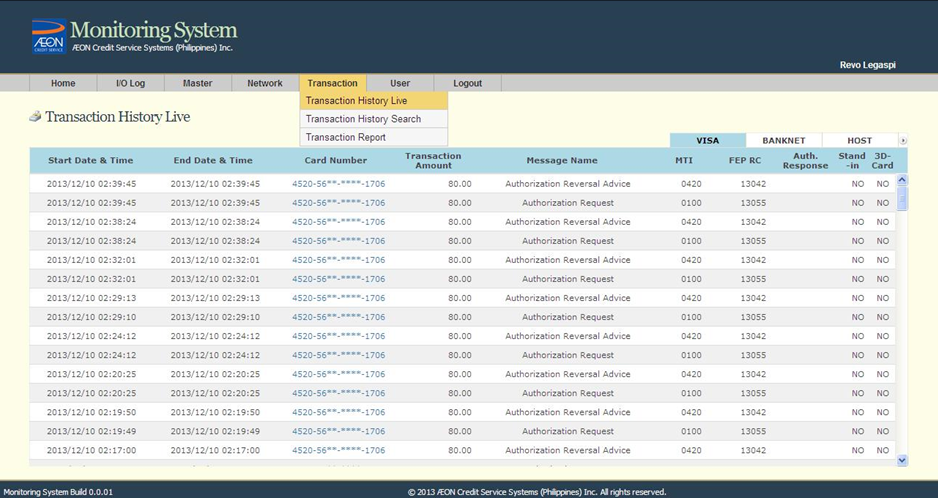 ÆON
CREDIT SERVICE
Monitoring System
ÆON Credit Service Systems (Philippines) Inc.
Revo Legaspi
Home I/O Log Master Network Transaction User Logout
Transaction History Live
Transaction History Search
Transaction Report
Transaction History Live
VISA BANKNET HOST
Start Date & Time End Date & Time Card Number Transaction Amount Message Name MTI FEP RC Auth. Response Stand-in 3D-Card
2013/12/10 02:39:45 2013/12/10 02:39:45 4520-56**-****-1706 80.00 Authorization Reversal Advice 0420 13042 NO NO
2013/12/10 02:39:45 2013/12/10 02:39:45 4520-56**-****-1706 80.00 Authorization Request 0100 13055 NO NO
2013/12/10 02:38:24 2013/12/10 02:38:24 4520-56**-****-1706 80.00 Authorization Reversal Advice 0420 13042 NO NO
2013/12/10 02:38:24 2013/12/10 02:38:24 4520-56**-****-1706 80.00 Authorization Request 0100 13055 NO NO
2013/12/10 02:32:01 2013/12/10 02:32:01 4520-56**-****-1706 80.00 Authorization Reversal Advice 0420 13042 NO NO
2013/12/10 02:32:01 2013/12/10 02:32:01 4520-56**-****-1706 80.00 Authorization Request 0100 13055 NO NO
2013/12/10 02:29:13 2013/12/10 02:29:13 4520-56**-****-1706 80.00 Authorization Reversal Advice 0420 13042 NO NO
2013/12/10 02:29:10 2013/12/10 02:29:10 4520-56**-****-1706 80.00 Authorization Request 0100 13055 NO NO
2013/12/10 02:24:12 2013/12/10 02:24:12 4520-56**-****-1706 80.00 Authorization Reversal Advice 0420 13042 NO NO
2013/12/10 02:24:12 2013/12/10 02:24:12 4520-56**-****-1706 80.00 Authorization Request 0100 13055 NO NO
2013/12/10 02:20:25 2013/12/10 02:20:25 4520-56**-****-1706 80.00 Authorization Reversal Advice 0420 13042 NO NO
2013/12/10 02:20:25 2013/12/10 02:20:25 4520-56**-****-1706 80.00 Authorization Request 0100 13055 NO NO
2013/12/10 02:19:50 2013/12/10 02:19:50 4520-56**-****-1706 80.00 Authorization Reversal Advice 0420 13042 NO NO
2013/12/10 02:19:49 2013/12/10 02:19:49 4520-56**-****-1706 80.00 Authorization Request 0100 13055 NO NO
2013/12/10 02:17:00 2013/12/10 02:17:00 4520-56**-****-1706 80.00 Authorization Reversal Advice 0420 13042 NO NO
Monitoring System Build 0.0.01 © 2013 ÆON Credit Service Systems (Philippines) Inc. All rights reserved.